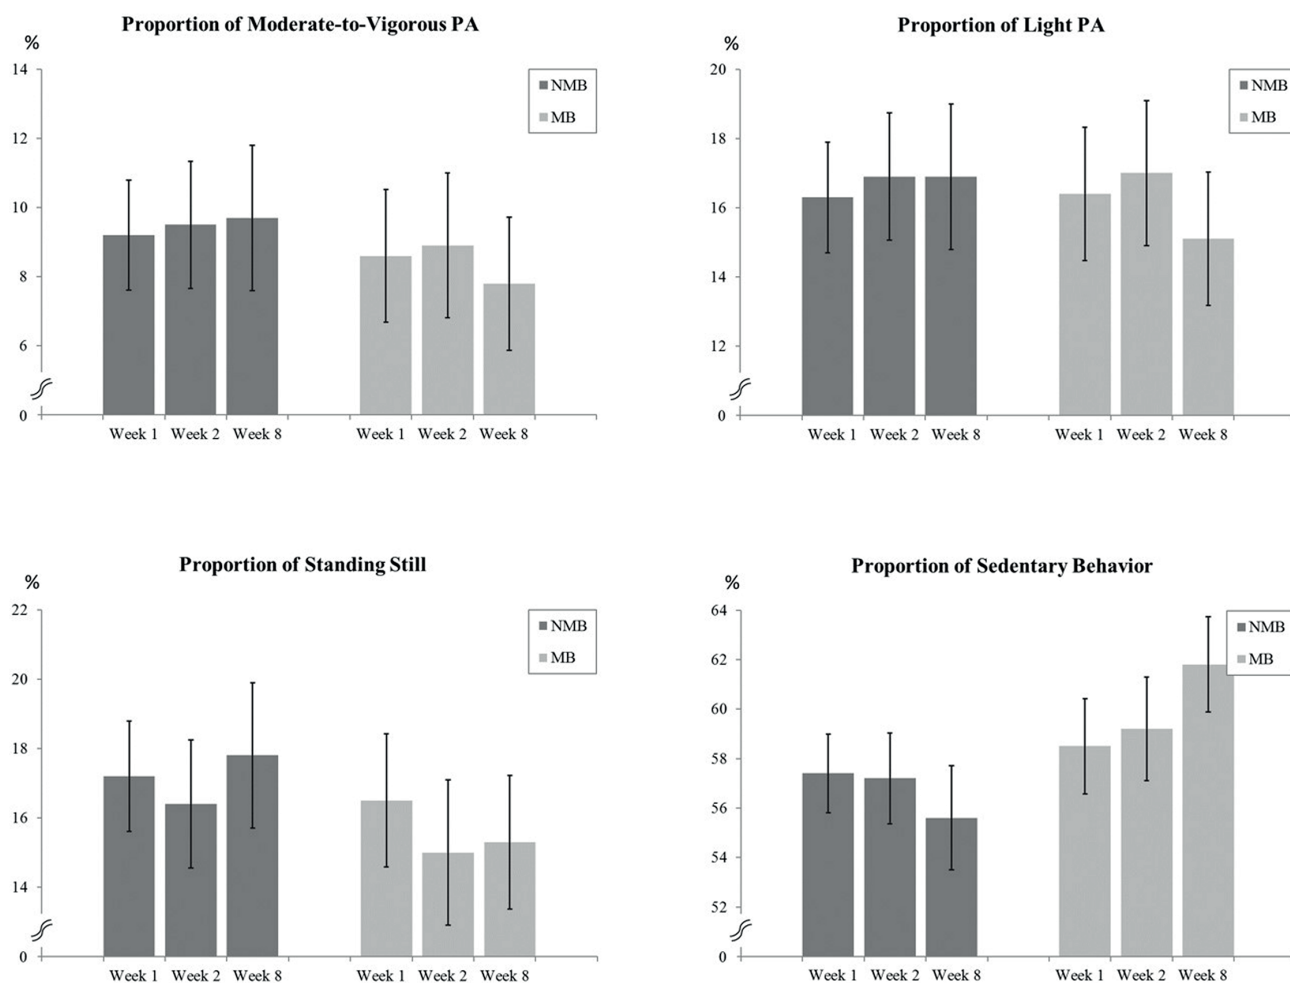 Proportion of Moderate-to-Vigorous PA
%
14
12
10
8
6
0
NMB
MB
Week 1 Week 2 Week 8 Week 1 Week 2 Week 8
Proportion of Light PA
%
20
18
16
14
12
0
NMB
MB
Week 1 Week 2 Week 8 Week 1 Week 2 Week 8
Proportion of Standing Still
%
22
20
18
16
14
0
NMB
MB
Week 1 Week 2 Week 8 Week 1 Week 2 Week 8
Proportion of Sedentary Behavior
%
64
62
60
58
56
54
52
0
NMB
MB
Week 1 Week 2 Week 8 Week 1 Week 2 Week 8